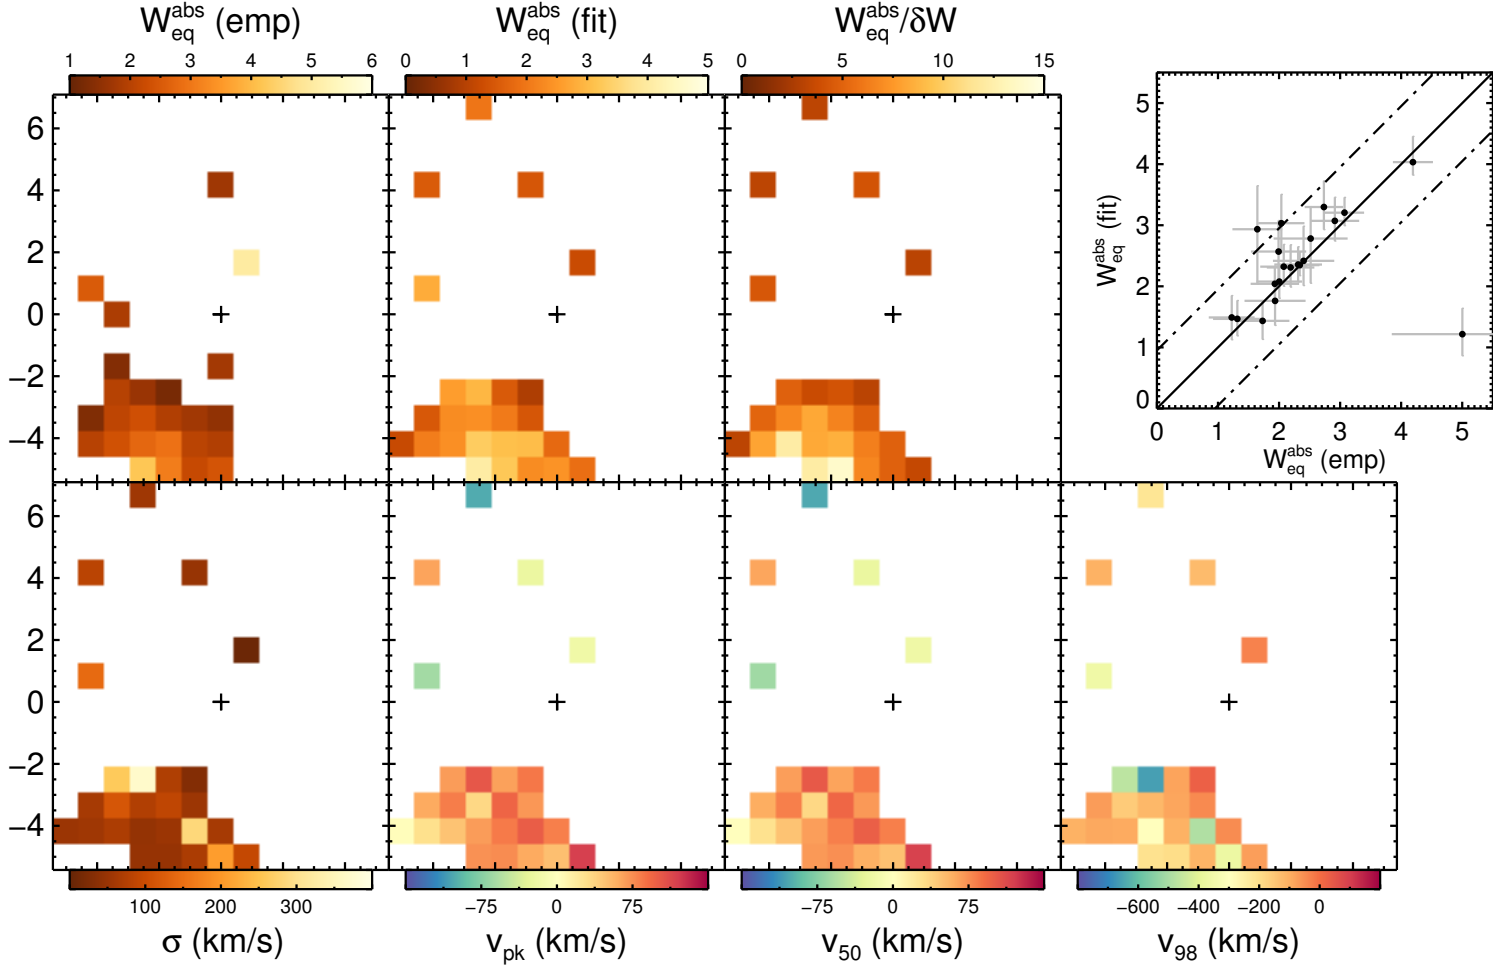 W_eq^abs (emp)
W_eq^abs (fit)
W_eq^abs/δW
1 2 3 4 5 6
0 1 2 3 4 5
0 5 10 15
6
4
2
0
−2
−4
5
4
3
2
1
0
W_eq^abs (fit)
0 1 2 3 4 5
W_eq^abs (emp)
6
4
2
0
−2
−4
100 200 300
−75 0 75
−75 0 75
−600 −400 −200 0
σ (km/s)
v_pk (km/s)
v_50 (km/s)
v_98 (km/s)